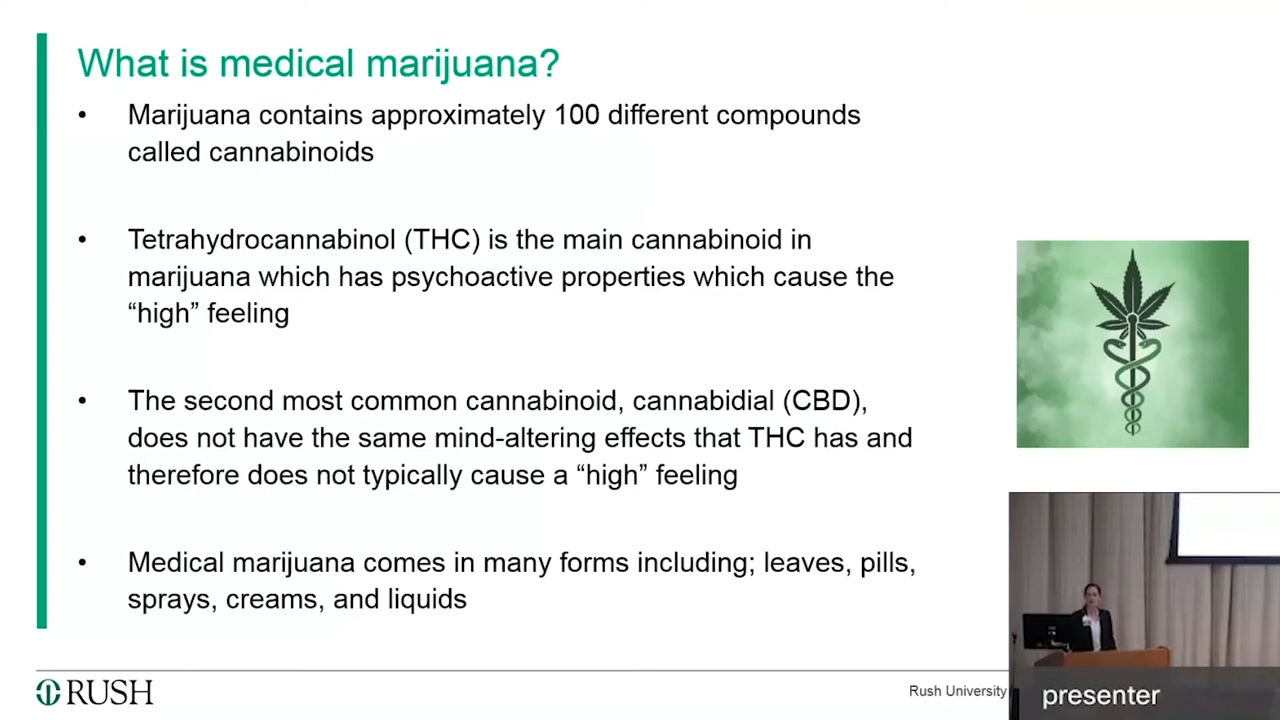 What is medical marijuana?
• Marijuana contains approximately 100 different compounds
called cannabinoids
• Tetrahydrocannabinol (THC) is the main cannabinoid in
marijuana which has psychoactive properties which cause the
“high” feeling
• The second most common cannabinoid, cannabidial (CBD),
does not have the same mind-altering effects that THC has and
therefore does not typically cause a “high” feeling
• Medical marijuana comes in many forms including; leaves, pills,
sprays, creams, and liquids
RUSH
Rush University
presenter